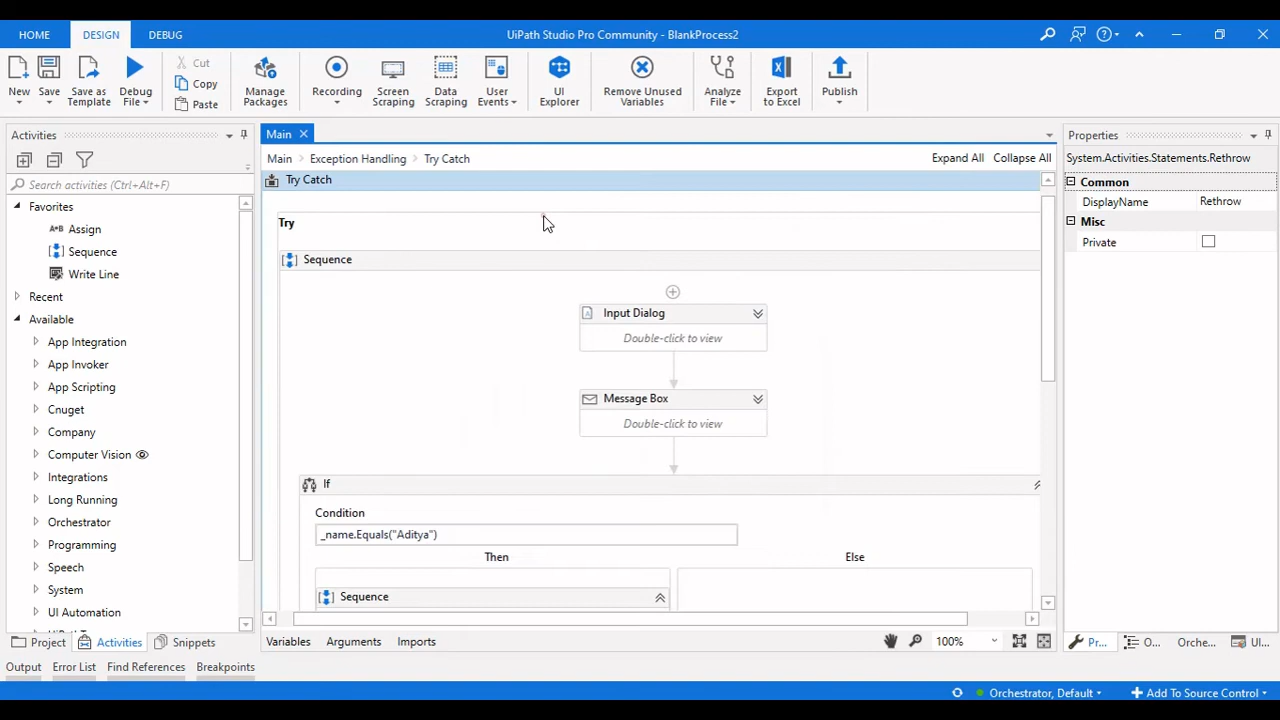 HOME DESIGN DEBUG UiPath Studio Pro Community - BlankProcess2
New Save Save as Template Debug File Cut Copy Paste Manage Packages Recording Screen Scraping Data Scraping User Events UI Explorer Remove Unused Variables Analyze File Export to Excel Publish
Activities
Search activities (Ctrl+Alt+F)
Favorites
A*B Assign
Sequence
Write Line
Recent
Available
App Integration
App Invoker
App Scripting
Cnuget
Company
Computer Vision
Integrations
Long Running
Orchestrator
Programming
Speech
System
UI Automation
Project Activities Snippets
Main
Main > Exception Handling > Try Catch Expand All Collapse All
Try Catch
Try
Sequence
Input Dialog
Double-click to view
Message Box
Double-click to view
If
Condition
_name.Equals("Aditya")
Then Else
Sequence
Variables Arguments Imports 100%
Properties
System.Activities.Statements.Rethrow
Common
DisplayName Rethrow
Misc
Private
Pr... O... Orche... UI...
Output Error List Find References Breakpoints
Orchestrator, Default Add To Source Control